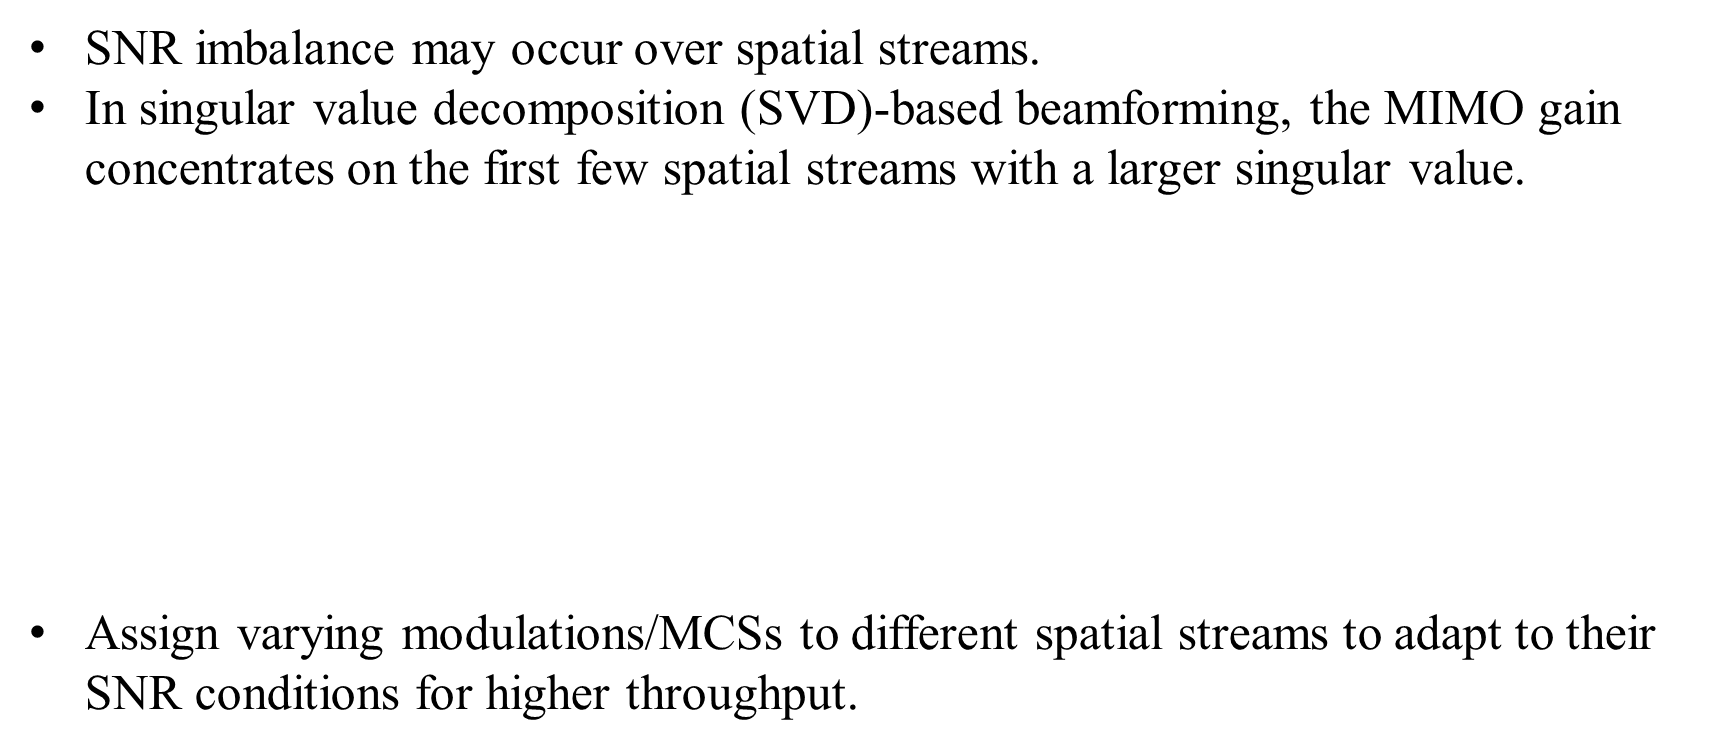 • SNR imbalance may occur over spatial streams.
• In singular value decomposition (SVD)-based beamforming, the MIMO gain
concentrates on the first few spatial streams with a larger singular value.
• Assign varying modulations/MCSs to different spatial streams to adapt to their
SNR conditions for higher throughput.